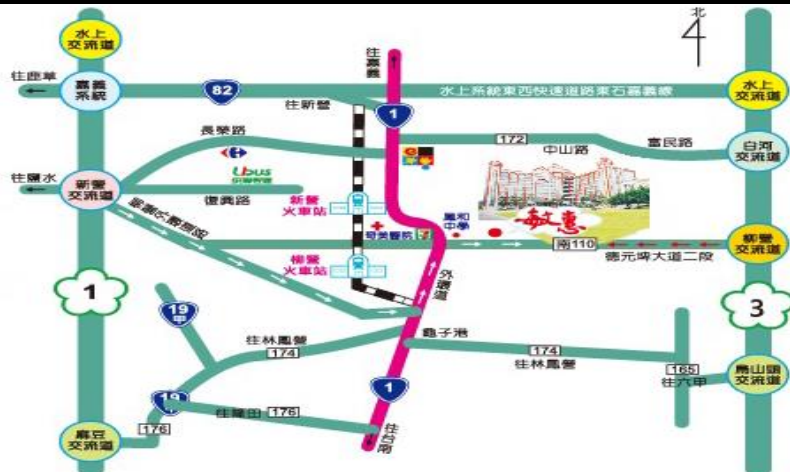 北
水上
交流道
往嘉義
往鹿草
嘉義
系統
82
水上系統東西快速道路東石嘉義線
水上
交流道
往新營
1
長榮路
172
中山路
富民路
白河
交流道
Ubus
往鹽水
新營
交流道
復興路
新營
火車站
奇美醫院
7
鳳和
中學
敏惠
南110
柳營
交流道
德元埤大道二段
柳營
火車站
外環道
1
3
19
甲
龜子港
往林鳳營
174
174
往林鳳營
165
往六甲
烏山頭
交流道
19
甲
1
往隆田
176
176
麻豆
交流道
往台南